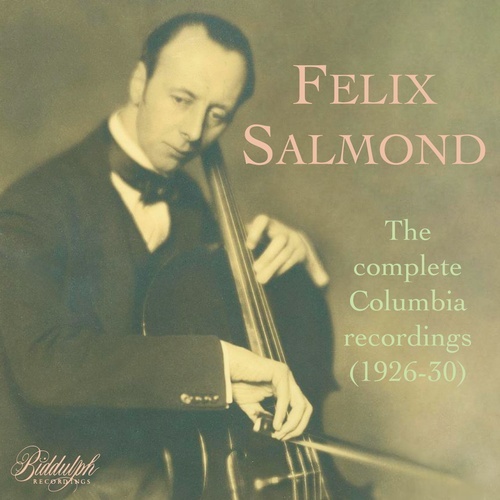 FELIX
SALMOND
The
complete
Columbia
recordings
(1926-30)
Biddulph
RECORDINGS